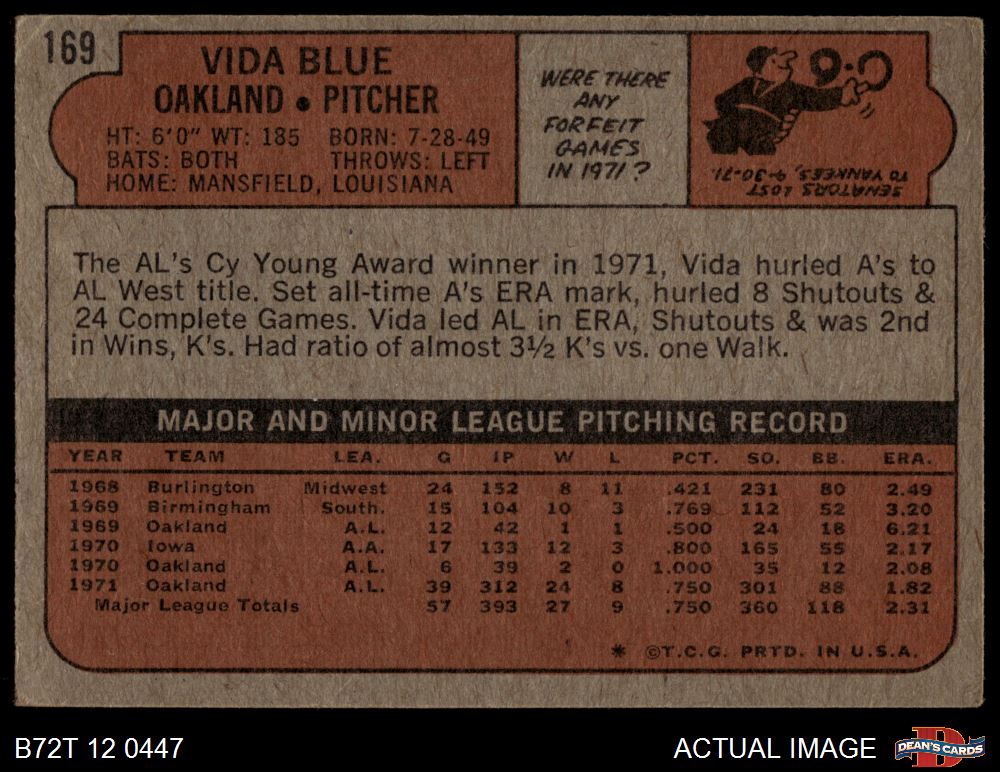 169
VIDA BLUE
OAKLAND • PITCHER
HT: 6'0" WT: 185 BORN: 7-28-49
BATS: BOTH THROWS: LEFT
HOME: MANSFIELD, LOUISIANA
WERE THERE
ANY
FORFEIT
GAMES
IN 1971?
9-0
SENATORS LOST
TO YANKEES, 9-30-71.
The AL's Cy Young Award winner in 1971, Vida hurled A's to
AL West title. Set all-time A's ERA mark, hurled 8 Shutouts &
24 Complete Games. Vida led AL in ERA, Shutouts & was 2nd
in Wins, K's. Had ratio of almost 3½ K's vs. one Walk.
MAJOR AND MINOR LEAGUE PITCHING RECORD
YEAR TEAM LEA. G IP W L PCT. SO. BB. ERA.
1968 Burlington Midwest 24 152 8 11 .421 231 80 2.49
1969 Birmingham South. 15 104 10 3 .769 112 52 3.20
1969 Oakland A.L. 12 42 1 1 .500 24 18 6.21
1970 Iowa A.A. 17 133 12 3 .800 165 55 2.17
1970 Oakland A.L. 6 39 2 0 1.000 35 12 2.08
1971 Oakland A.L. 39 312 24 8 .750 301 88 1.82
Major League Totals 57 393 27 9 .750 360 118 2.31
* ©T.C.G. PRTD. IN U.S.A.
B72T 12 0447
ACTUAL IMAGE
D
DEAN'S CARDS